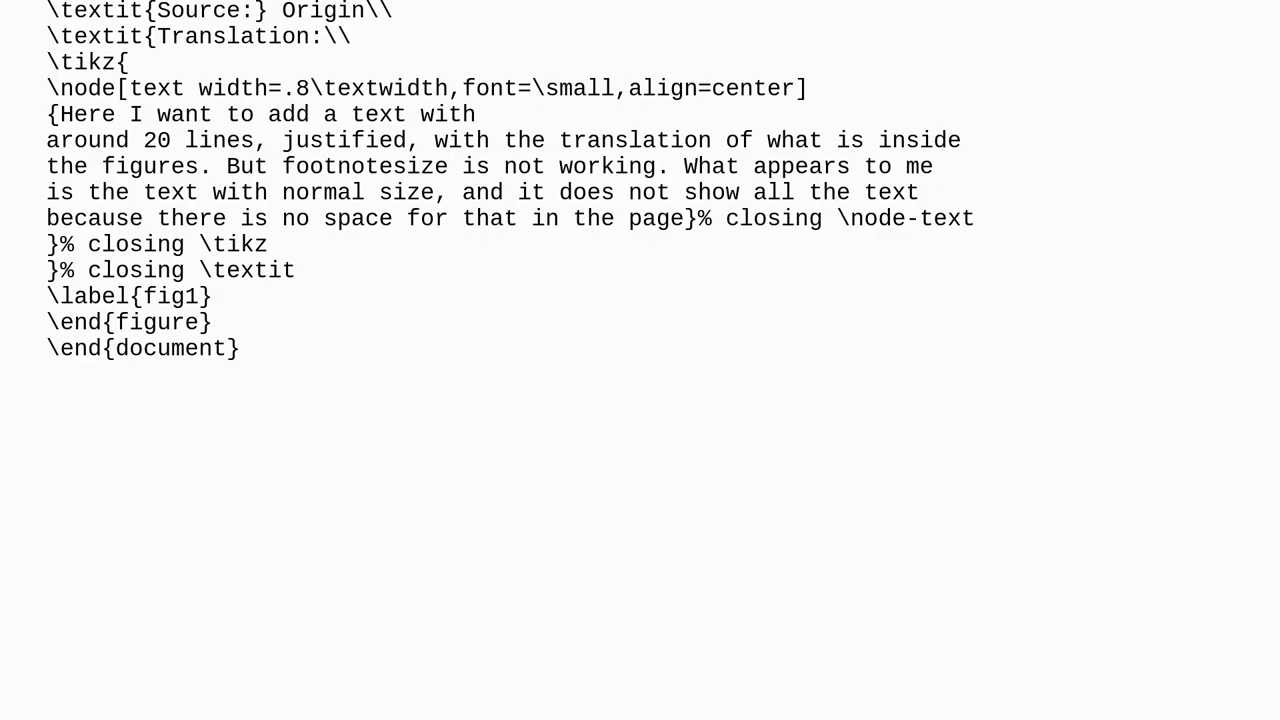 \textit{Source:} Origin\\
\textit{Translation:\\
\tikz{
\node[text width=.8\textwidth,font=\small,align=center]
{Here I want to add a text with
around 20 lines, justified, with the translation of what is inside
the figures. But footnotesize is not working. What appears to me
is the text with normal size, and it does not show all the text
because there is no space for that in the page}% closing \node-text
}% closing \tikz
}% closing \textit
\label{fig1}
\end{figure}
\end{document}